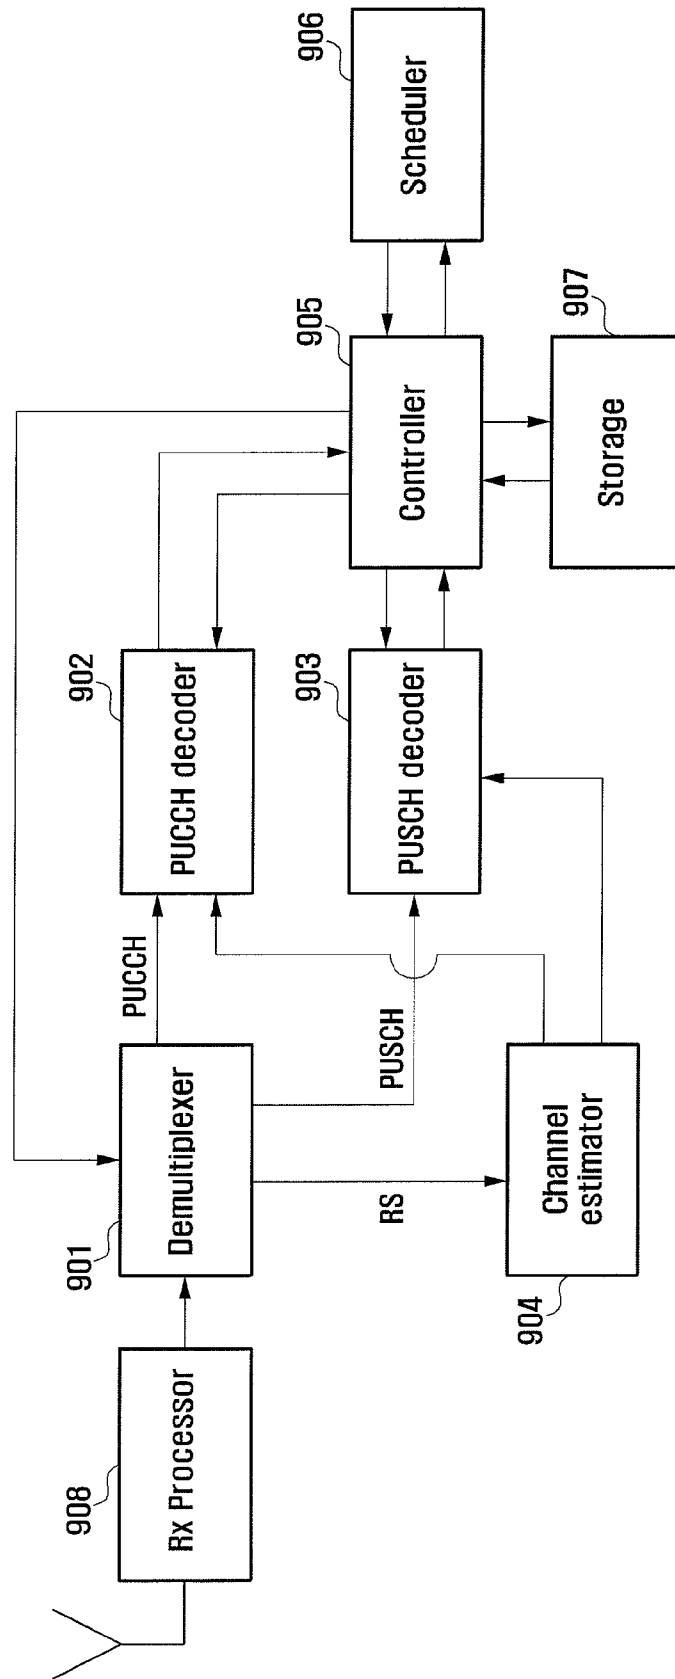 908
Rx Processor
901
Demultiplexer
PUCCH
PUSCH
RS
904
Channel
estimator
902
PUCCH decoder
903
PUSCH decoder
905
Controller
906
Scheduler
907
Storage